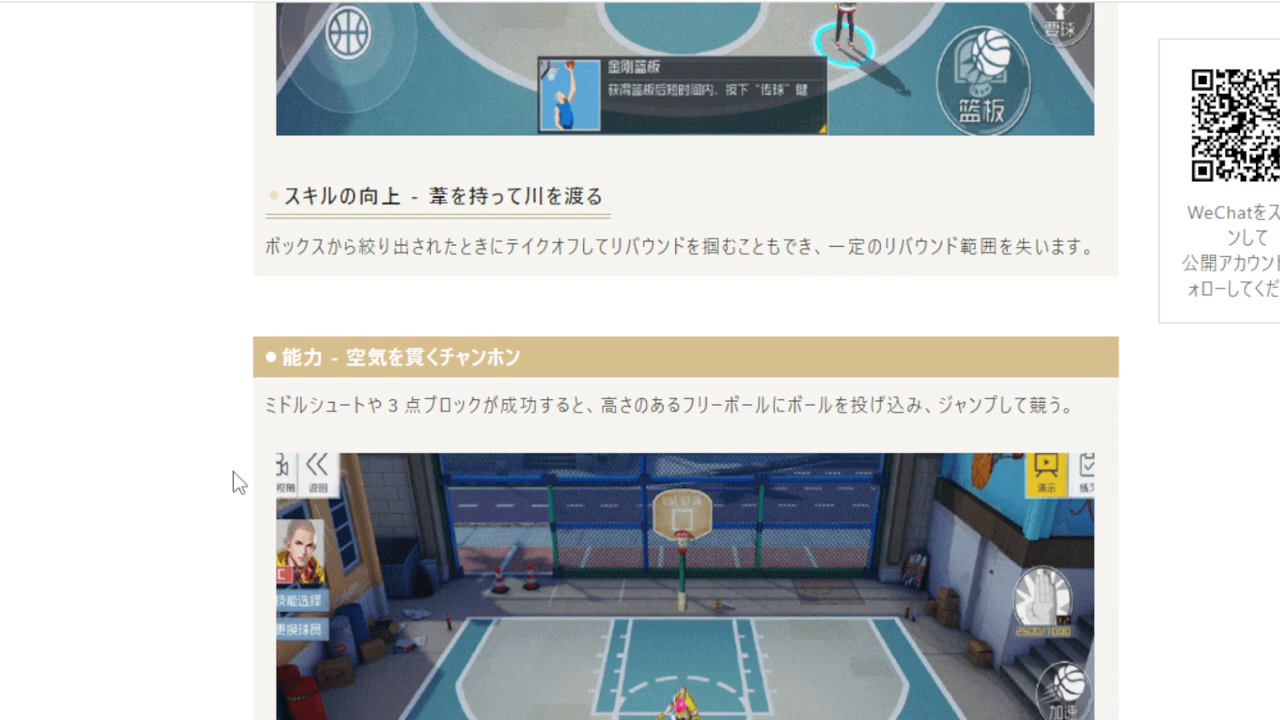 要球
金刚篮板
获得篮板后短时间内，按下“传球”键
篮板
スキルの向上 - 葦を持って川を渡る
ボックスから絞り出されたときにテイクオフしてリバウンドを掴むこともでき、一定のリバウンド範囲を失います。
WeChatをス
ンして
公開アカウント
ォローしてくだ
● 能力 - 空気を貫くチャンホン
ミドルシュートや 3 点ブロックが成功すると、高さのあるフリーボールにボールを投げ込み、ジャンプして競う。
视角
返回
演示
练习
C
技能选择
更换球员
2500/1000
加速